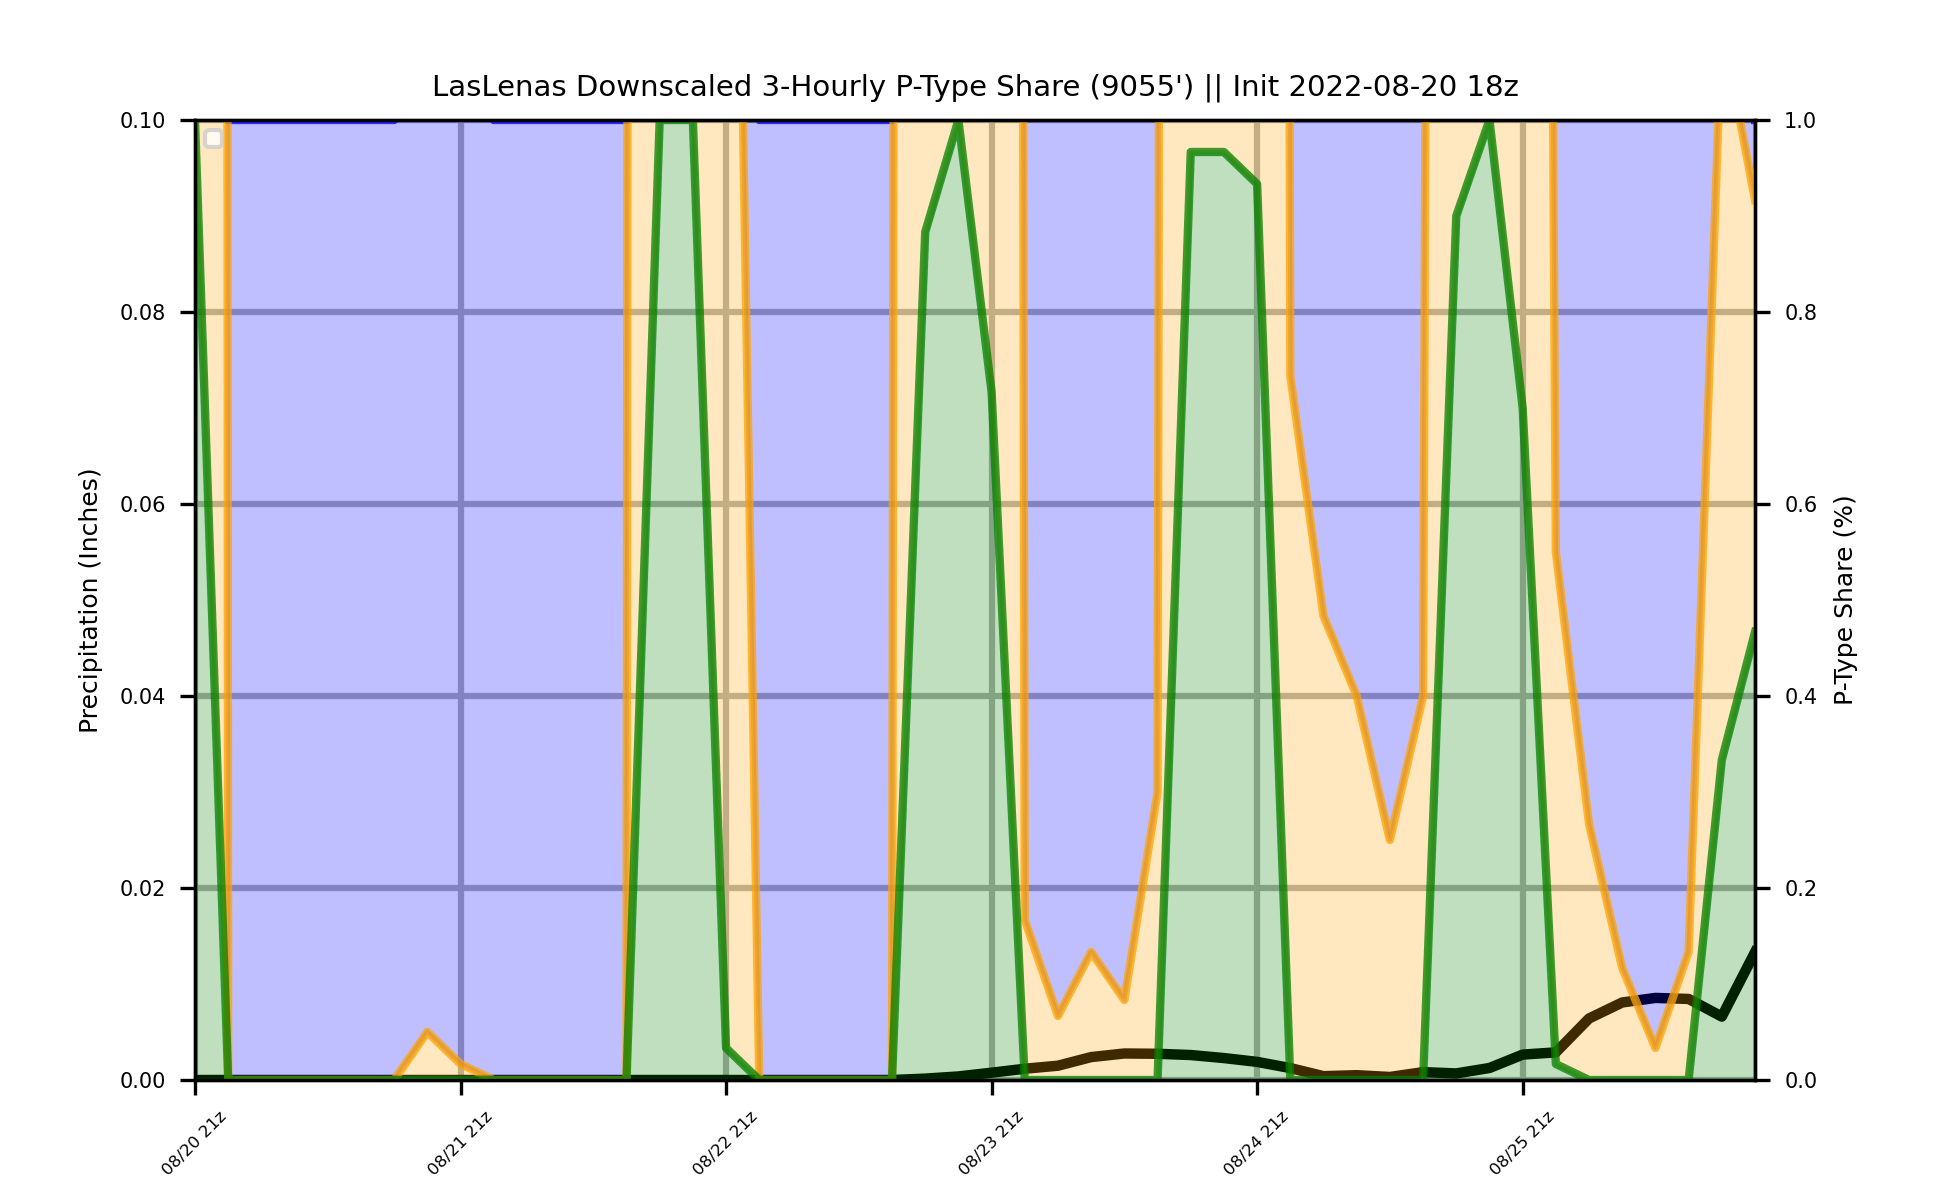 LasLenas Downscaled 3-Hourly P-Type Share (9055') || Init 2022-08-20 18z
Precipitation (Inches)
0.10
0.08
0.06
0.04
0.02
0.00
1.0
0.8
0.6
0.4
0.2
0.0
P-Type Share (%)
08/20 21z
08/21 21z
08/22 21z
08/23 21z
08/24 21z
08/25 21z